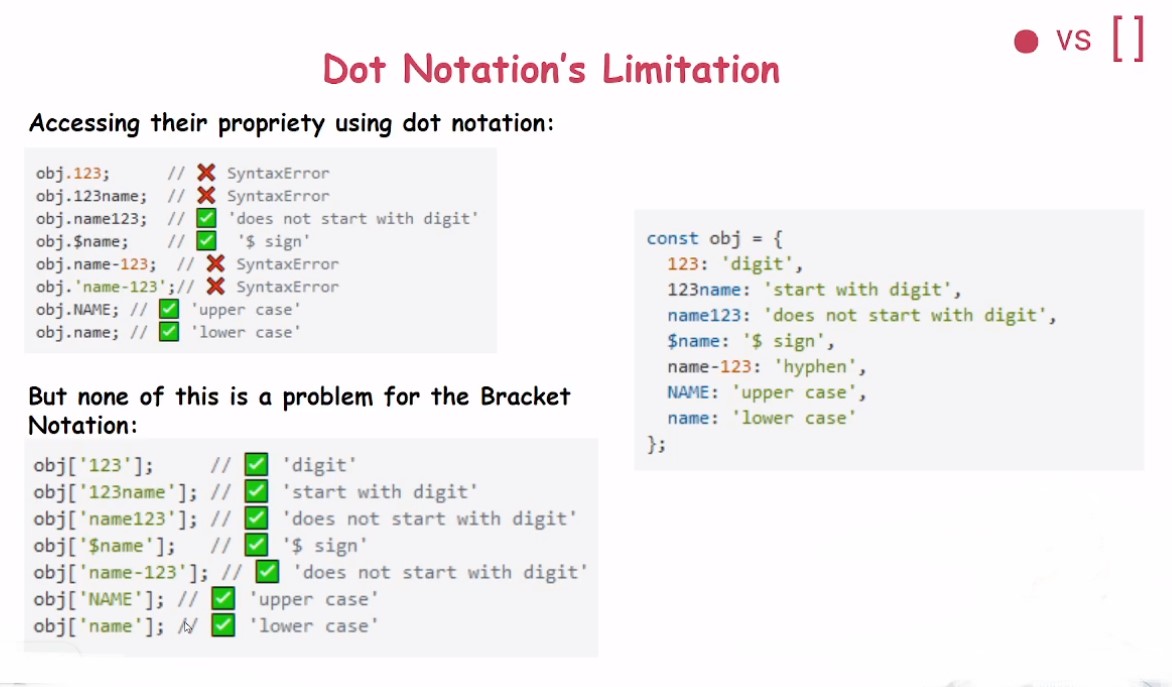 ● vs []
Dot Notation's Limitation
Accessing their propriety using dot notation:
obj.123; // ❌ SyntaxError
obj.123name; // ❌ SyntaxError
obj.name123; // ✅ 'does not start with digit'
obj.$name; // ✅ '$ sign'
obj.name-123; // ❌ SyntaxError
obj.'name-123';// ❌ SyntaxError
obj.NAME; // ✅ 'upper case'
obj.name; // ✅ 'lower case'
But none of this is a problem for the Bracket
Notation:
obj['123']; // ✅ 'digit'
obj['123name']; // ✅ 'start with digit'
obj['name123']; // ✅ 'does not start with digit'
obj['$name']; // ✅ '$ sign'
obj['name-123']; // ✅ 'does not start with digit'
obj['NAME']; // ✅ 'upper case'
obj['name']; // ✅ 'lower case'
const obj = {
123: 'digit',
123name: 'start with digit',
name123: 'does not start with digit',
$name: '$ sign',
name-123: 'hyphen',
NAME: 'upper case',
name: 'lower case'
};